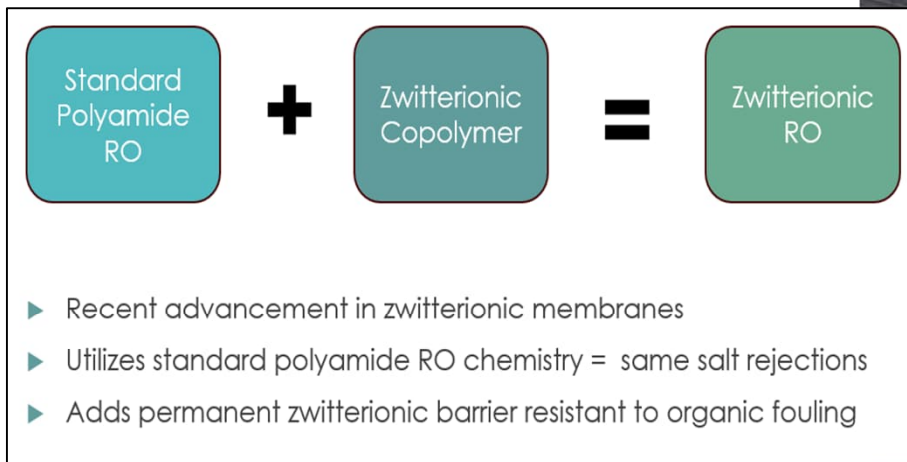 Standard
Polyamide
RO
+
Zwitterionic
Copolymer
=
Zwitterionic
RO
Recent advancement in zwitterionic membranes
Utilizes standard polyamide RO chemistry = same salt rejections
Adds permanent zwitterionic barrier resistant to organic fouling